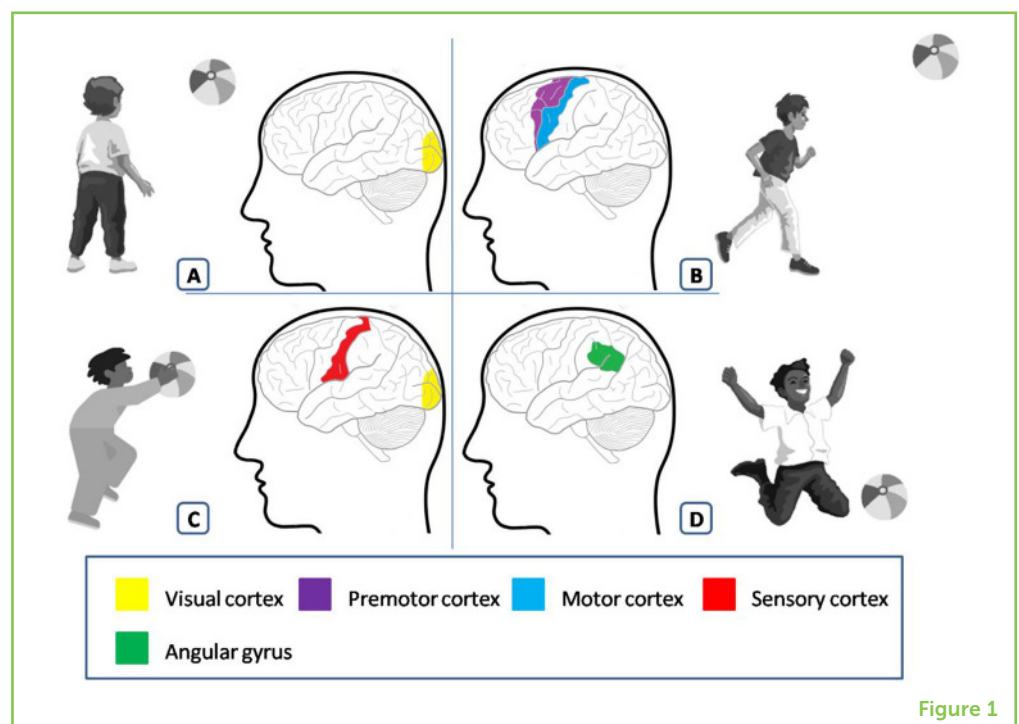 A
B
C
D
Visual cortex Premotor cortex Motor cortex Sensory cortex
Angular gyrus
Figure 1